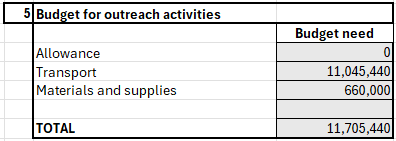 5 Budget for outreach activities
Budget need
Allowance 0
Transport 11,045,440
Materials and supplies 660,000
TOTAL 11,705,440